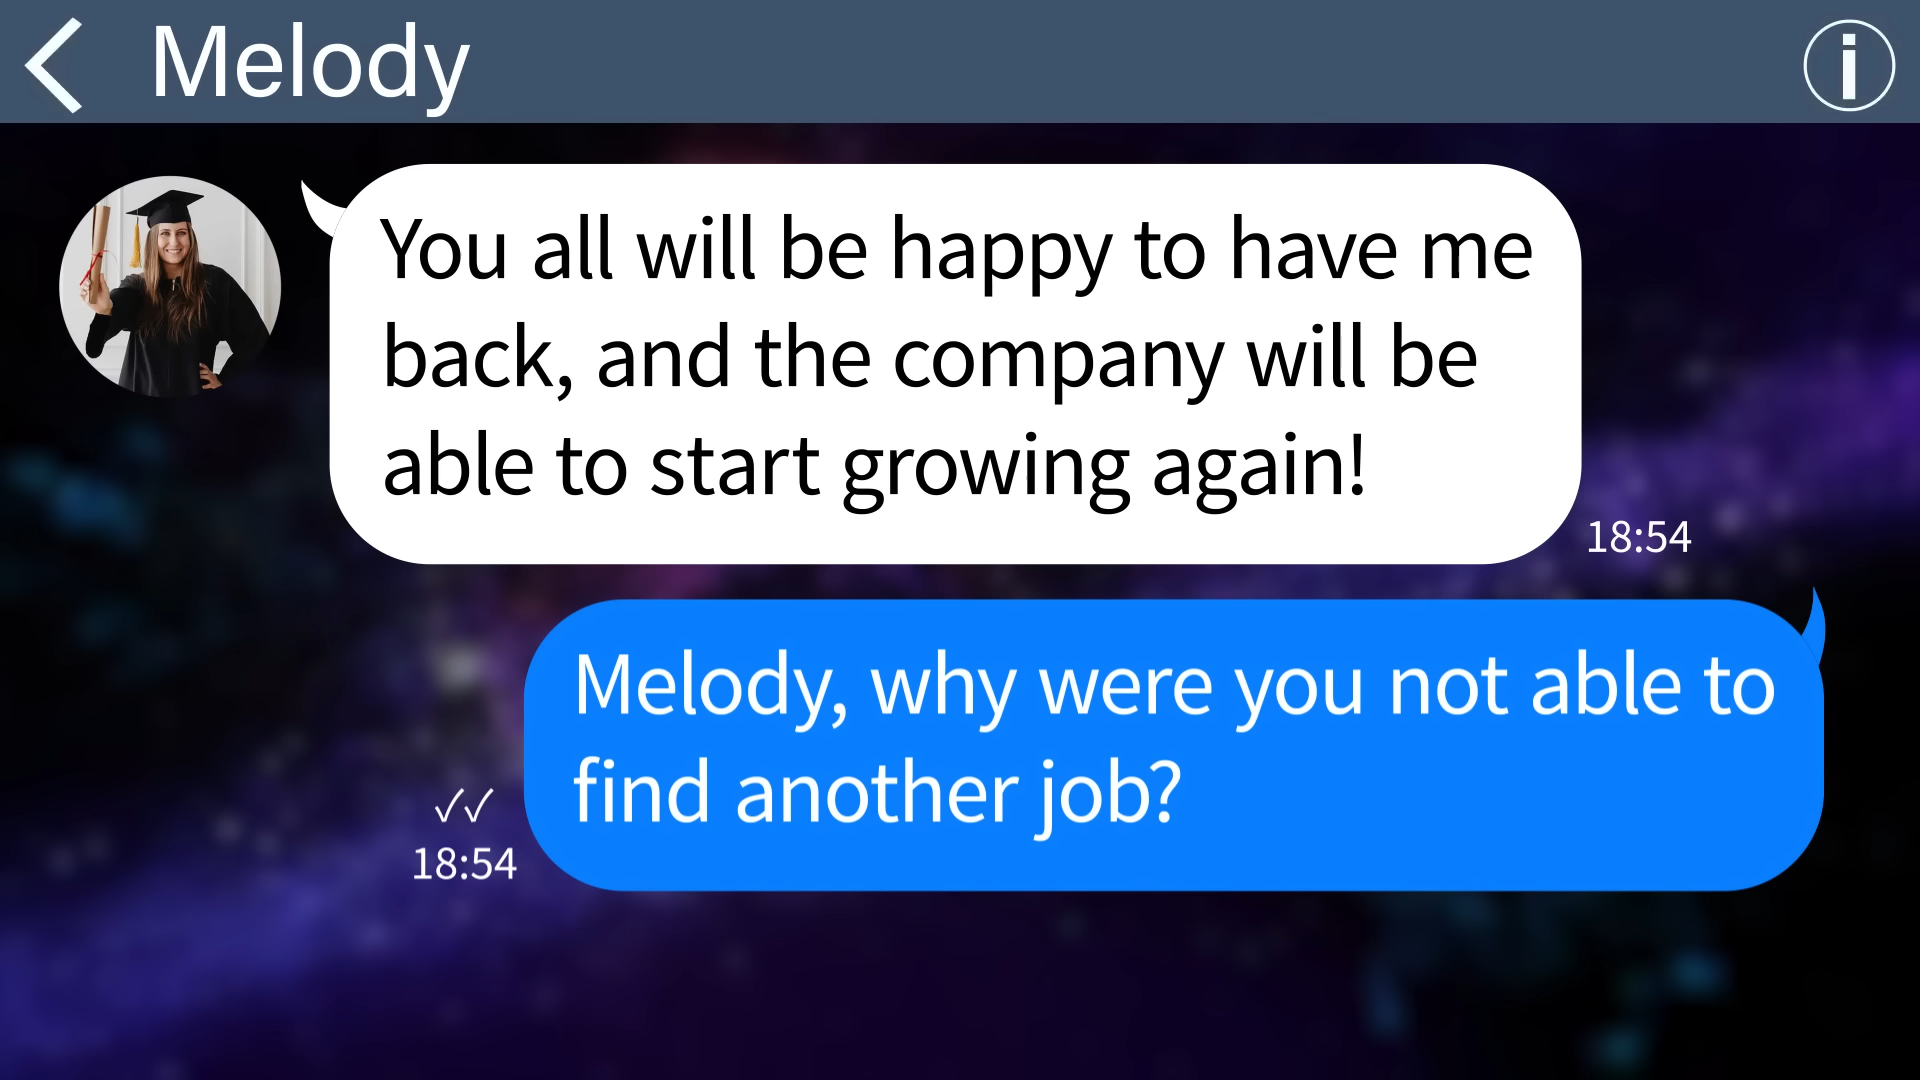 Melody
You all will be happy to have me
back, and the company will be
able to start growing again!
18:54
Melody, why were you not able to
find another job?
✓✓
18:54